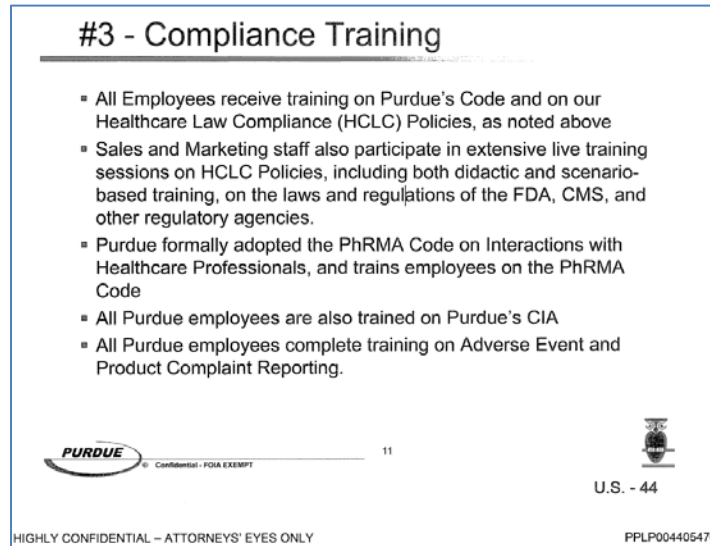 #3 - Compliance Training
▪ All Employees receive training on Purdue's Code and on our
Healthcare Law Compliance (HCLC) Policies, as noted above
▪ Sales and Marketing staff also participate in extensive live training
sessions on HCLC Policies, including both didactic and scenario-
based training, on the laws and regulations of the FDA, CMS, and
other regulatory agencies.
▪ Purdue formally adopted the PhRMA Code on Interactions with
Healthcare Professionals, and trains employees on the PhRMA
Code
▪ All Purdue employees are also trained on Purdue's CIA
▪ All Purdue employees complete training on Adverse Event and
Product Complaint Reporting.
PURDUE
® Confidential - FOIA EXEMPT
11
U.S. - 44
HIGHLY CONFIDENTIAL – ATTORNEYS' EYES ONLY